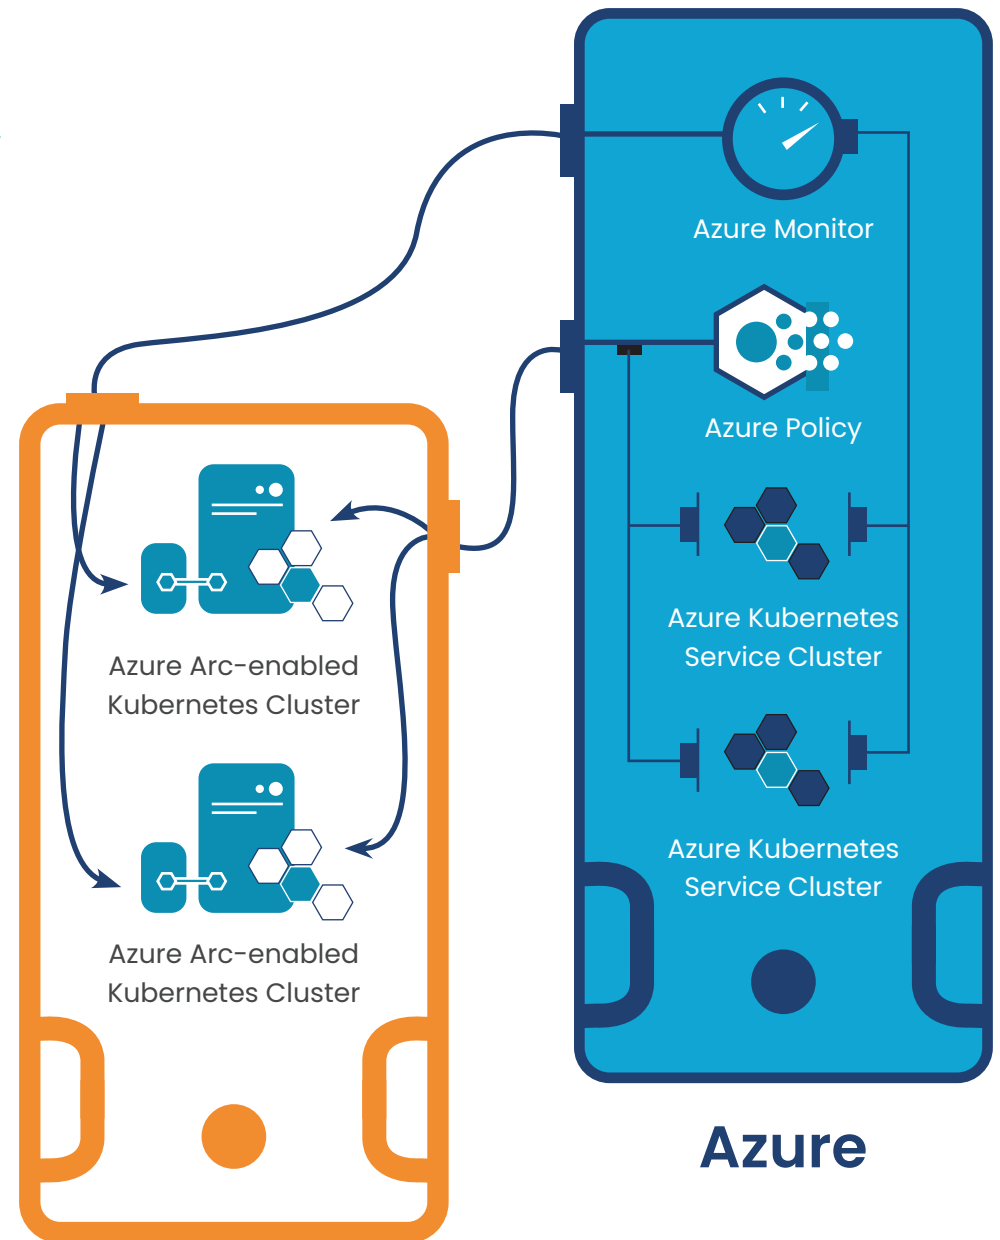 Azure Monitor
Azure Policy
Azure Kubernetes
Service Cluster
Azure Kubernetes
Service Cluster
Azure
Azure Arc-enabled
Kubernetes Cluster
Azure Arc-enabled
Kubernetes Cluster